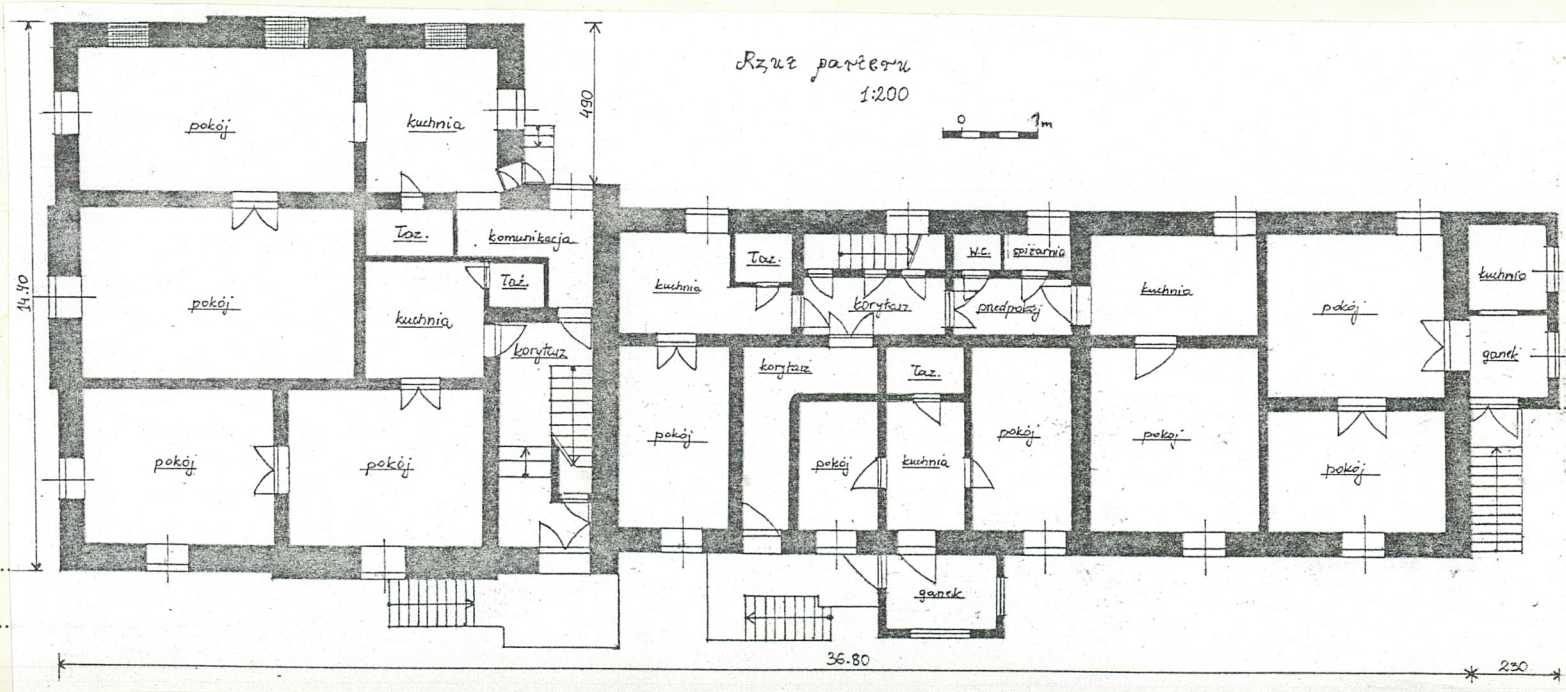 Rzut parteru
1:200
0 1m
490
14.40
pokój
kuchnia
pokój
Łaz.
komunikacja
kuchnia
Łaź.
korytarz
pokój
pokój
kuchnia
Łaz.
korytarz
W.C.
spiżarnia
przedpokój
kuchnia
pokój
kuchnia
ganek
pokój
korytarz
Łaz.
pokój
kuchnia
pokój
pokój
pokój
ganek
36.80
230